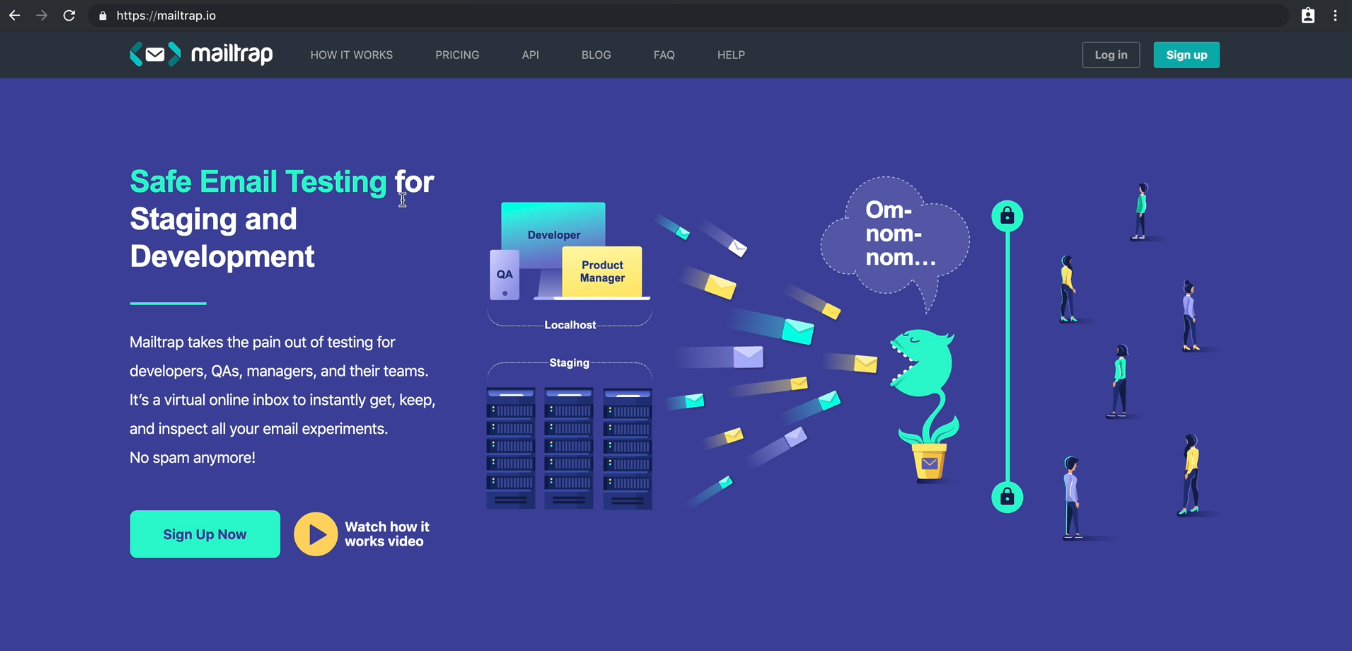 https://mailtrap.io
mailtrap
HOW IT WORKS
PRICING
API
BLOG
FAQ
HELP
Log in
Sign up
Safe Email Testing for
Staging and
Development
Mailtrap takes the pain out of testing for
developers, QAs, managers, and their teams.
It's a virtual online inbox to instantly get, keep,
and inspect all your email experiments.
No spam anymore!
Sign Up Now
Watch how it
works video
Developer
QA
Product
Manager
Localhost
Staging
Om-
nom-
nom...